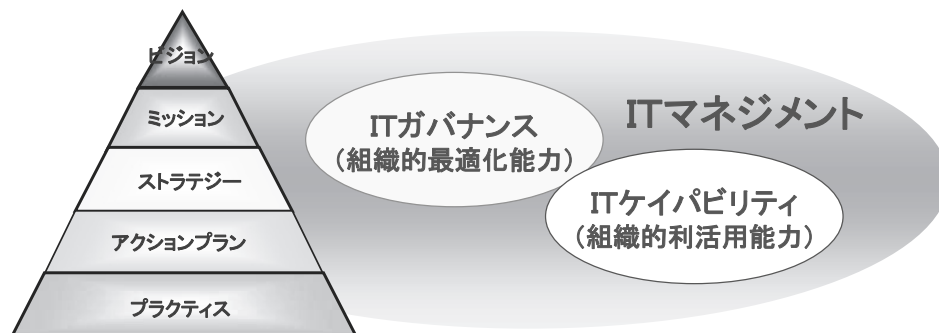 ビジョン
ミッション
ストラテジー
アクションプラン
プラクティス
ITマネジメント
ITガバナンス
（組織的最適化能力）
ITケイパビリティ
（組織的利活用能力）